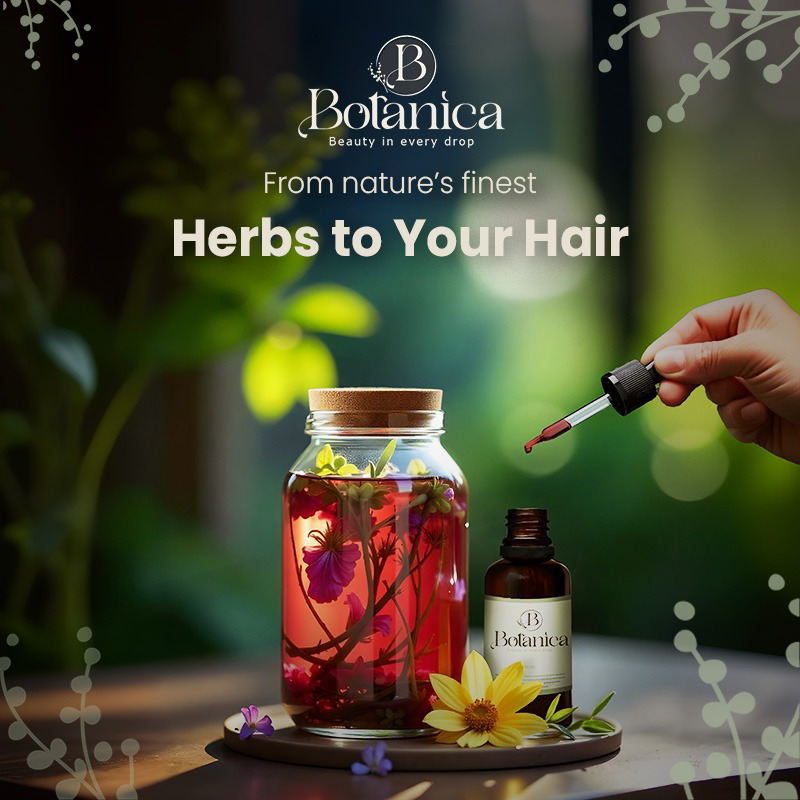 B
Botanica
Beauty in every drop
From nature's finest
Herbs to Your Hair
B
Botanica